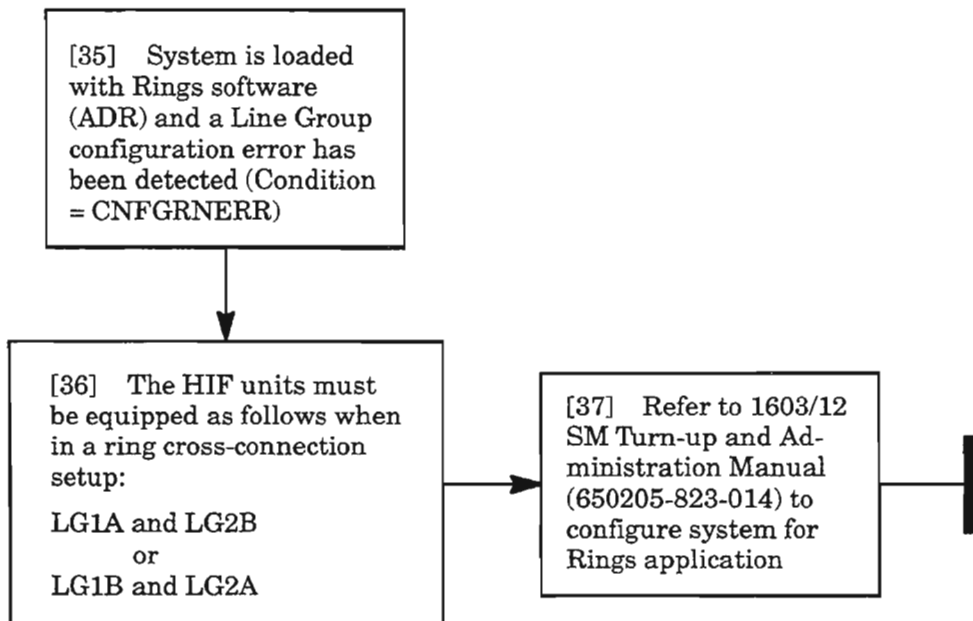 [35] System is loaded
with Rings software
(ADR) and a Line Group
configuration error has
been detected (Condition
= CNFGRNERR)
[36] The HIF units must
be equipped as follows when
in a ring cross-connection
setup:
LG1A and LG2B
or
LG1B and LG2A
[37] Refer to 1603/12
SM Turn-up and Ad-
ministration Manual
(650205-823-014) to
configure system for
Rings application